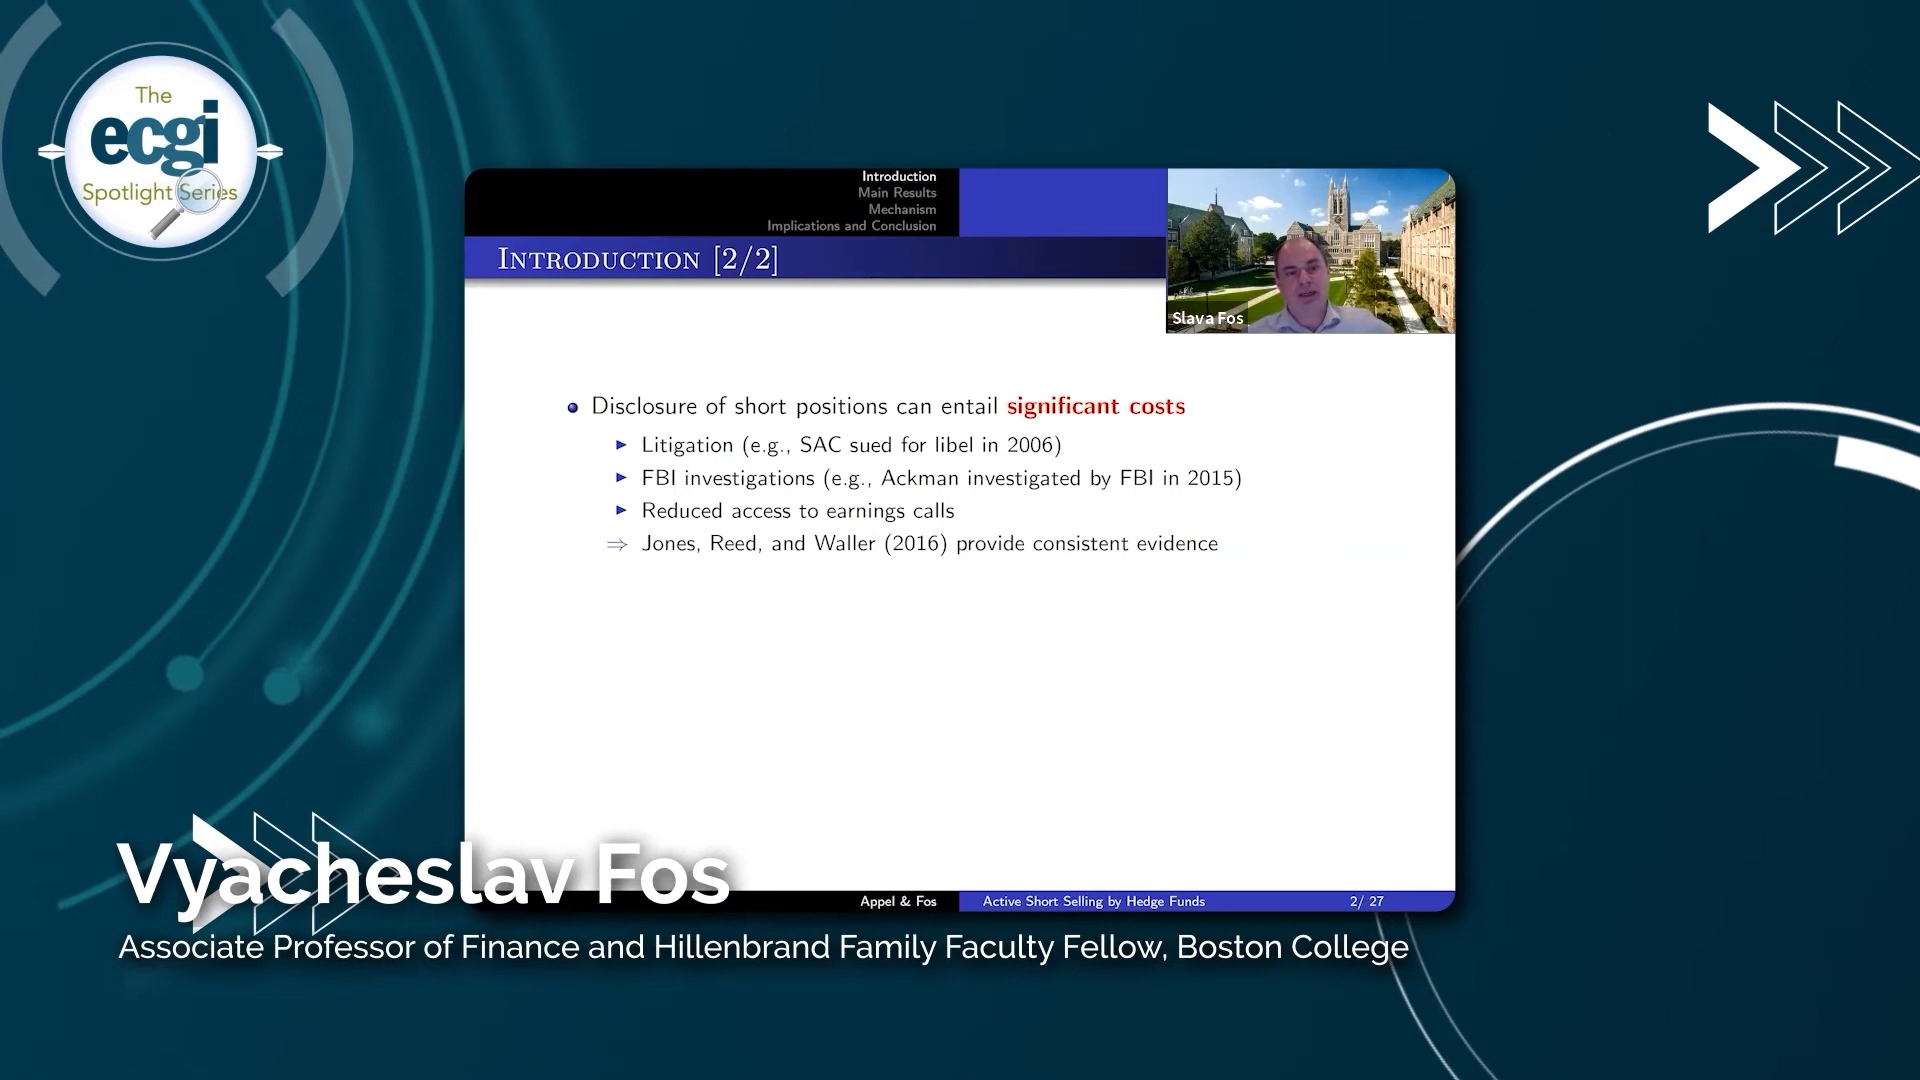 The
ecgi
Spotlight Series
Introduction
Main Results
Mechanism
Implications and Conclusion
Introduction [2/2]
Slava Fos
Disclosure of short positions can entail significant costs
Litigation (e.g., SAC sued for libel in 2006)
FBI investigations (e.g., Ackman investigated by FBI in 2015)
Reduced access to earnings calls
⇒ Jones, Reed, and Waller (2016) provide consistent evidence
Appel & Fos
Active Short Selling by Hedge Funds
2/ 27
Vyacheslav Fos
Associate Professor of Finance and Hillenbrand Family Faculty Fellow, Boston College